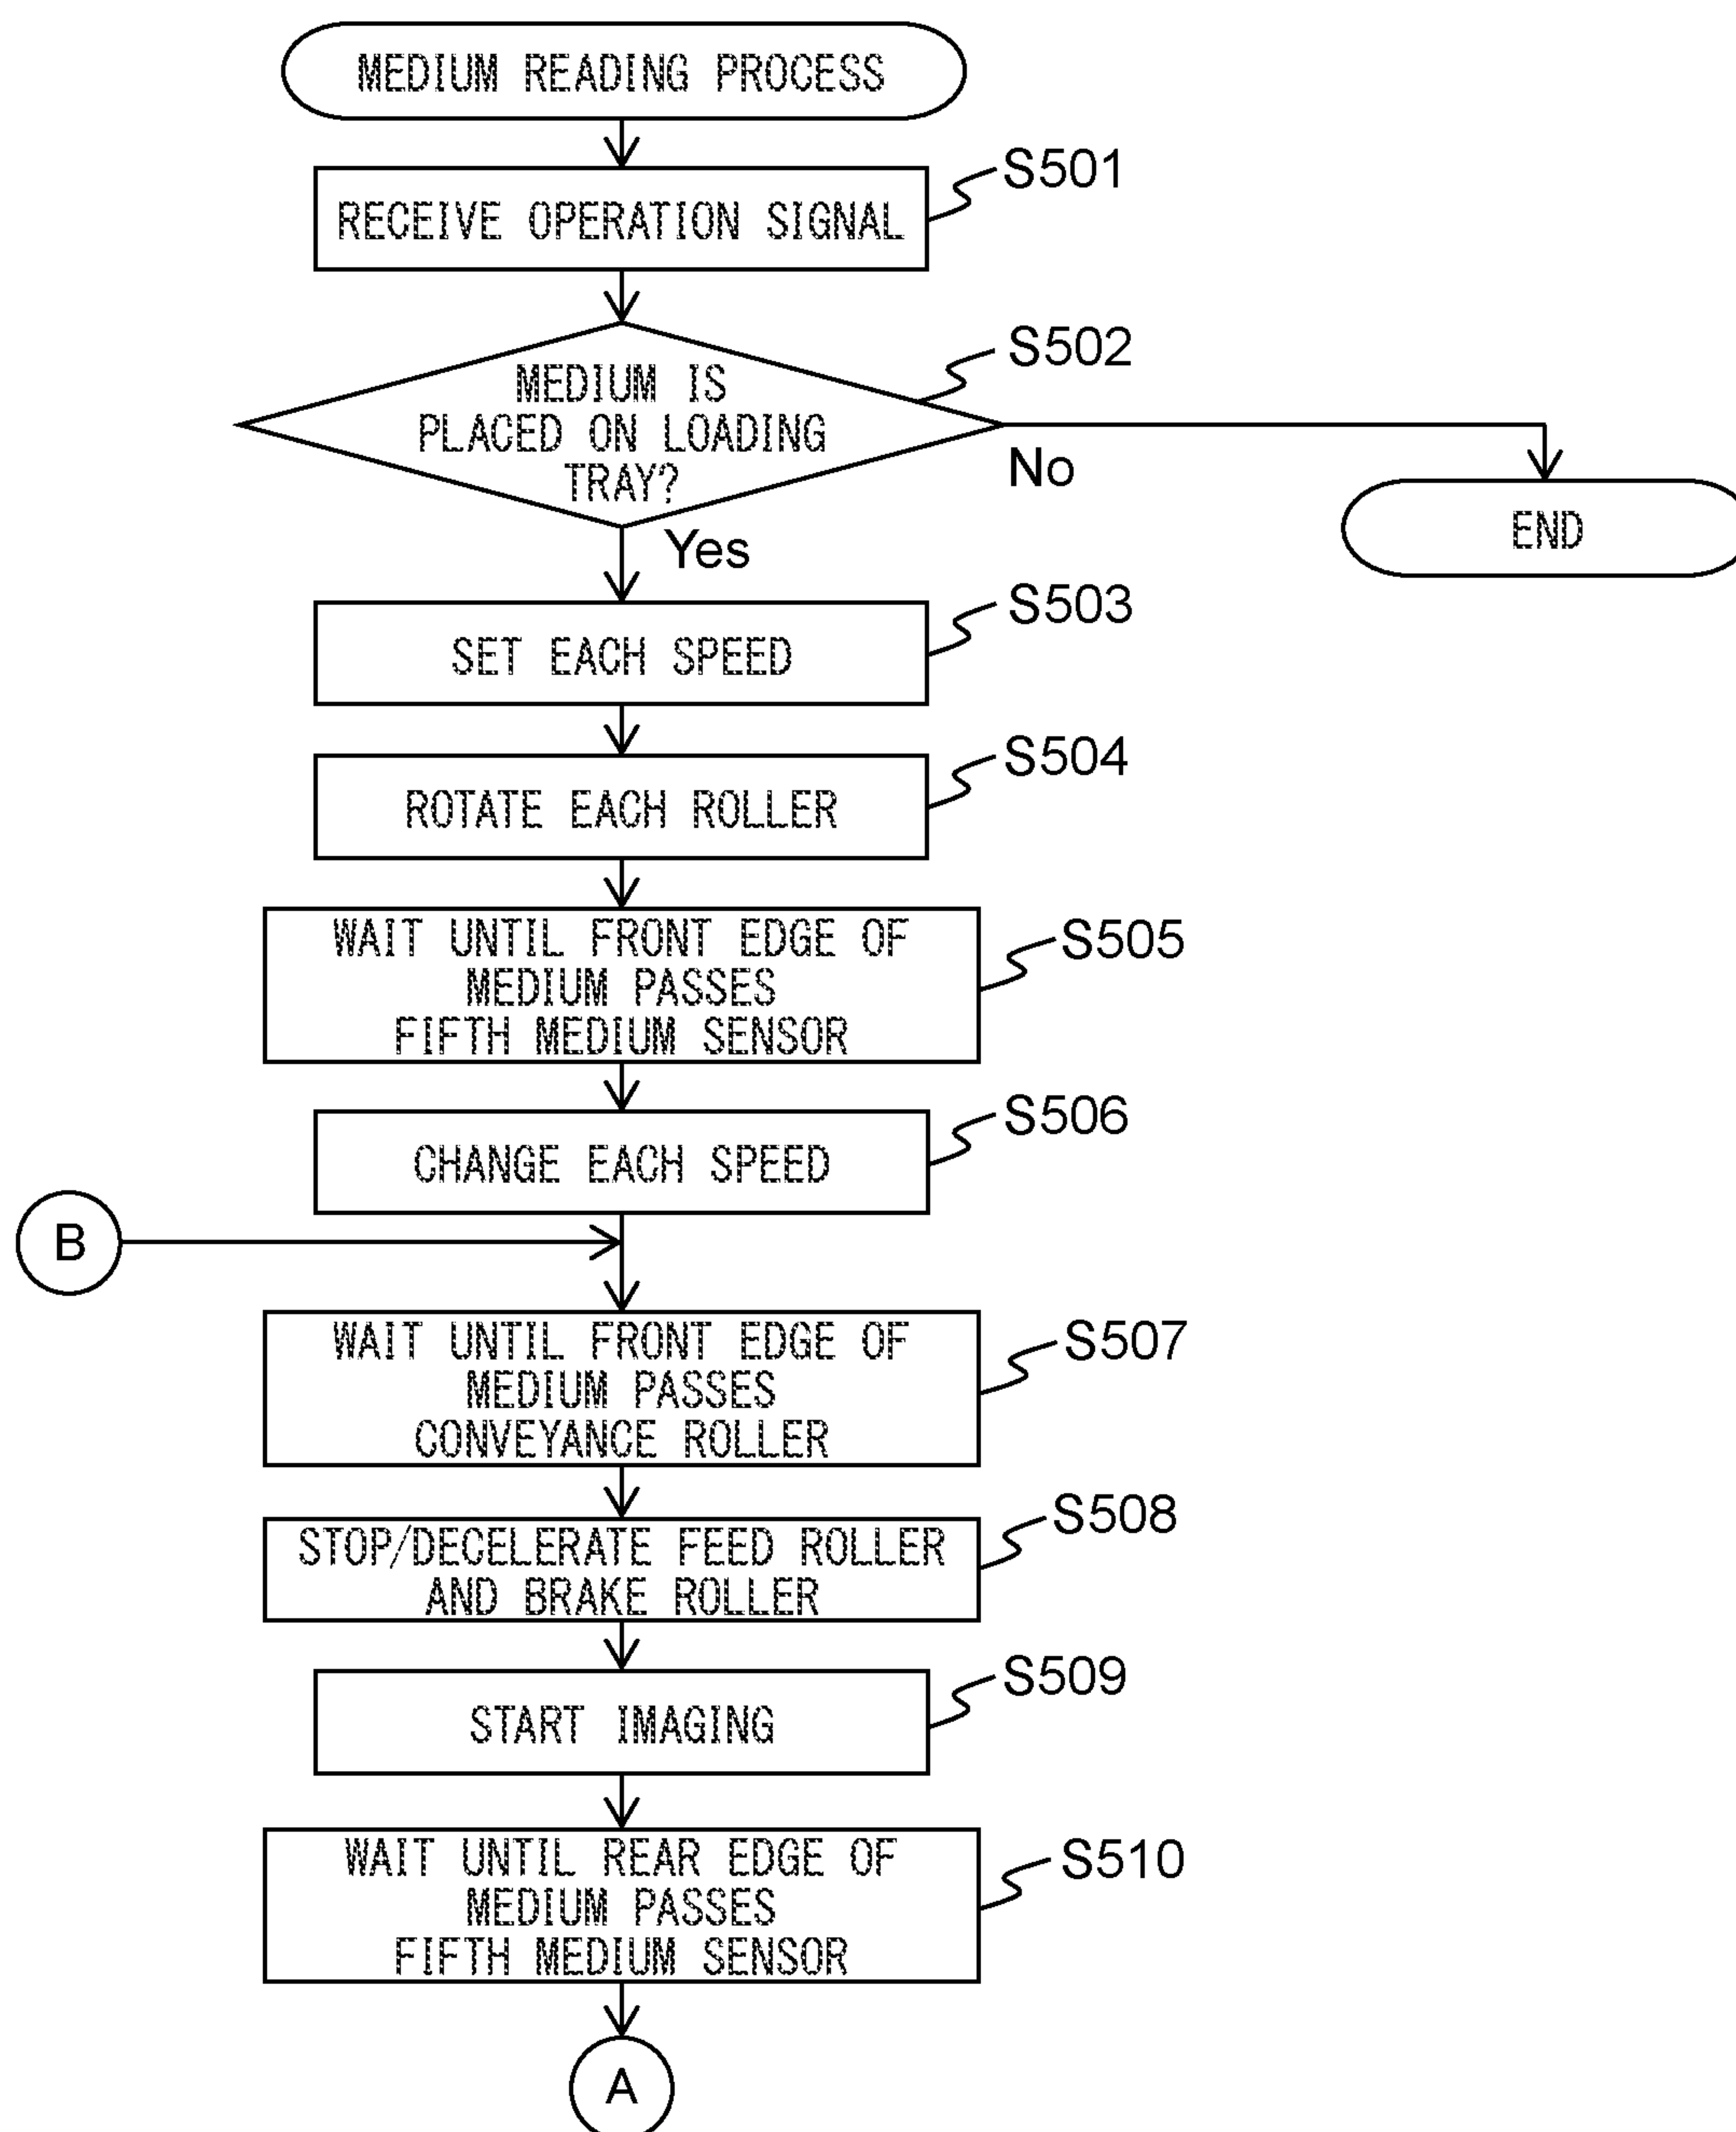 MEDIUM READING PROCESS
S501
RECEIVE OPERATION SIGNAL
S502
MEDIUM IS
PLACED ON LOADING
TRAY?
No
END
Yes
S503
SET EACH SPEED
S504
ROTATE EACH ROLLER
S505
WAIT UNTIL FRONT EDGE OF
MEDIUM PASSES
FIFTH MEDIUM SENSOR
S506
CHANGE EACH SPEED
B
S507
WAIT UNTIL FRONT EDGE OF
MEDIUM PASSES
CONVEYANCE ROLLER
S508
STOP/DECELERATE FEED ROLLER
AND BRAKE ROLLER
S509
START IMAGING
S510
WAIT UNTIL REAR EDGE OF
MEDIUM PASSES
FIFTH MEDIUM SENSOR
A